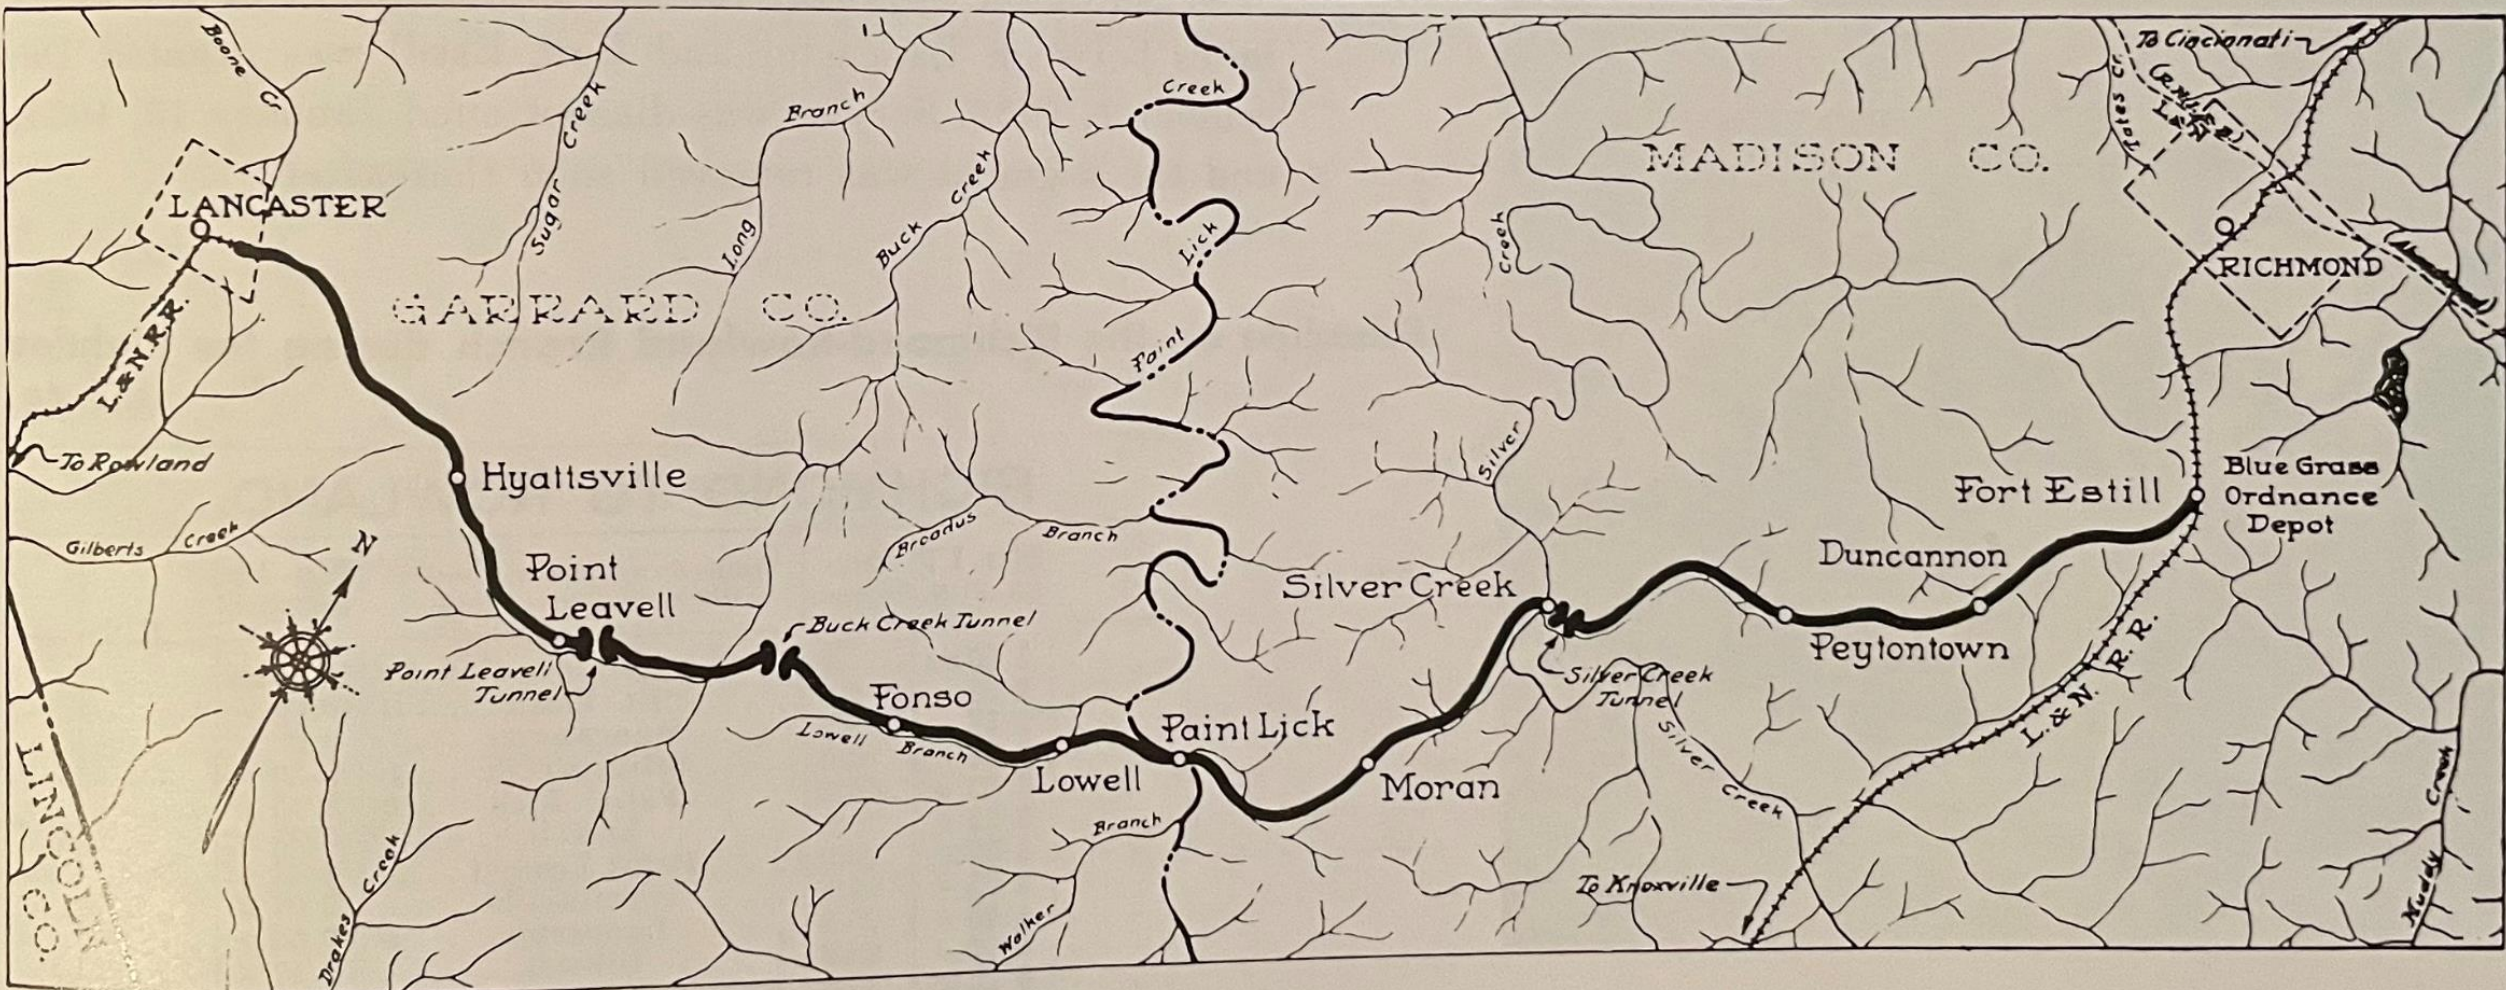 Boone Cr
Sugar Creek
Long Branch
Buck Creek
Creek
Lick
Paint
MADISON CO.
Tates Cr.
To Cincinnati
L&N
LANCASTER
GARRARD CO.
L.&N.R.R.
To Rowland
Creek
Silver
RICHMOND
Hyattsville
Gilberts Creek
N
Broadus Branch
Fort Estill
Blue Grass
Ordnance
Depot
Duncannon
Point
Leavell
Buck Creek Tunnel
Silver Creek
Peytontown
Point Leavell
Tunnel
Silver Creek
Tunnel
L.&N. R.R.
Fonso
Lowell Branch
Paint Lick
Lowell
Moran
Silver Creek
LINCOLN
CO.
Drakes Creek
Walker Branch
To Knoxville
Muddy Creek